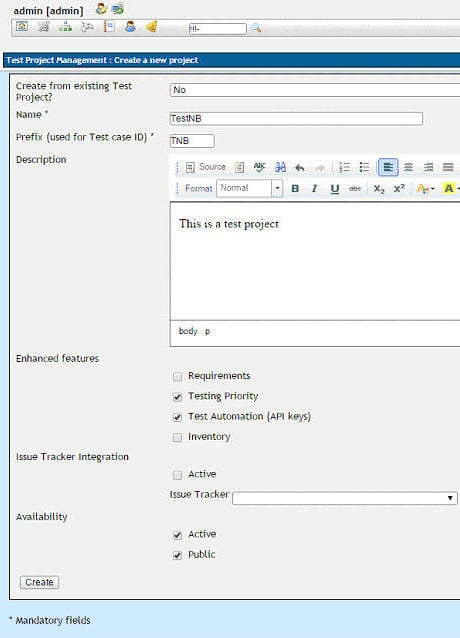 admin [admin]
tN-
Test Project Management : Create a new project
Create from existing Test
Project?
No
Name *
TestNB
Prefix (used for Test case ID) *
TNB
Description
Source
ABC
Format
Normal
B I U abc X₂ X² A A
This is a test project
body p
Enhanced features
Requirements
Testing Priority
Test Automation (API keys)
Inventory
Issue Tracker Integration
Active
Issue Tracker
Availability
Active
Public
Create
* Mandatory fields